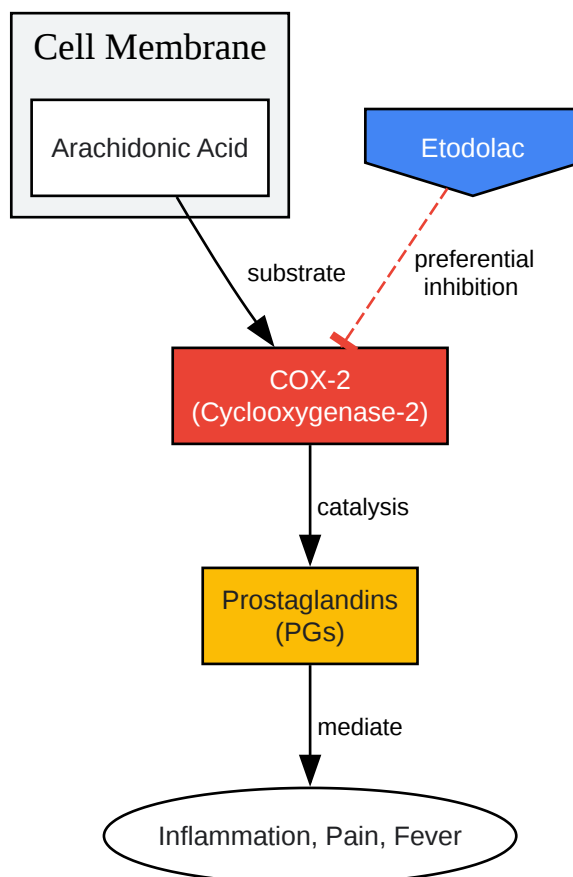 Cell Membrane
Arachidonic Acid
Etodolac
substrate
preferential
inhibition
COX-2
(Cyclooxygenase-2)
catalysis
Prostaglandins
(PGs)
mediate
Inflammation, Pain, Fever